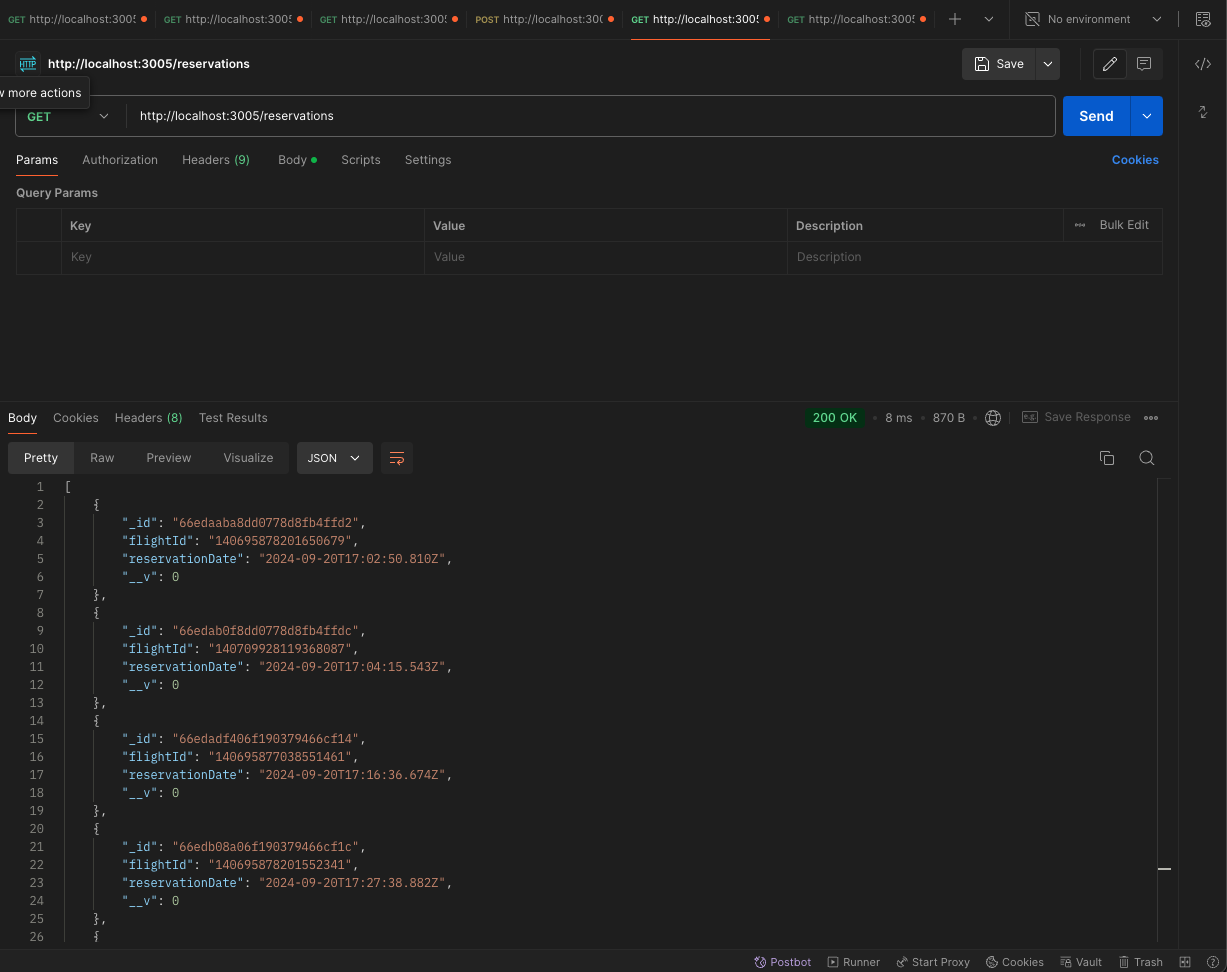 GET http://localhost:3005 GET http://localhost:3005 GET http://localhost:3005 POST http://localhost:300 GET http://localhost:3005 GET http://localhost:3005 No environment
HTTP http://localhost:3005/reservations Save
w more actions
GET http://localhost:3005/reservations Send
Params Authorization Headers (9) Body Scripts Settings Cookies
Query Params
Key Value Description Bulk Edit
Key Value Description
Body Cookies Headers (8) Test Results 200 OK 8 ms 870 B e.g. Save Response
Pretty Raw Preview Visualize JSON
1 [
2 {
3 "_id": "66edaaba8dd0778d8fb4ffd2",
4 "flightId": "140695878201650679",
5 "reservationDate": "2024-09-20T17:02:50.810Z",
6 "__v": 0
7 },
8 {
9 "_id": "66edab0f8dd0778d8fb4ffdc",
10 "flightId": "140709928119368087",
11 "reservationDate": "2024-09-20T17:04:15.543Z",
12 "__v": 0
13 },
14 {
15 "_id": "66edadf406f190379466cf14",
16 "flightId": "140695877038551461",
17 "reservationDate": "2024-09-20T17:16:36.674Z",
18 "__v": 0
19 },
20 {
21 "_id": "66edb08a06f190379466cf1c",
22 "flightId": "140695878201552341",
23 "reservationDate": "2024-09-20T17:27:38.882Z",
24 "__v": 0
25 },
26 {
Postbot Runner Start Proxy Cookies Vault Trash